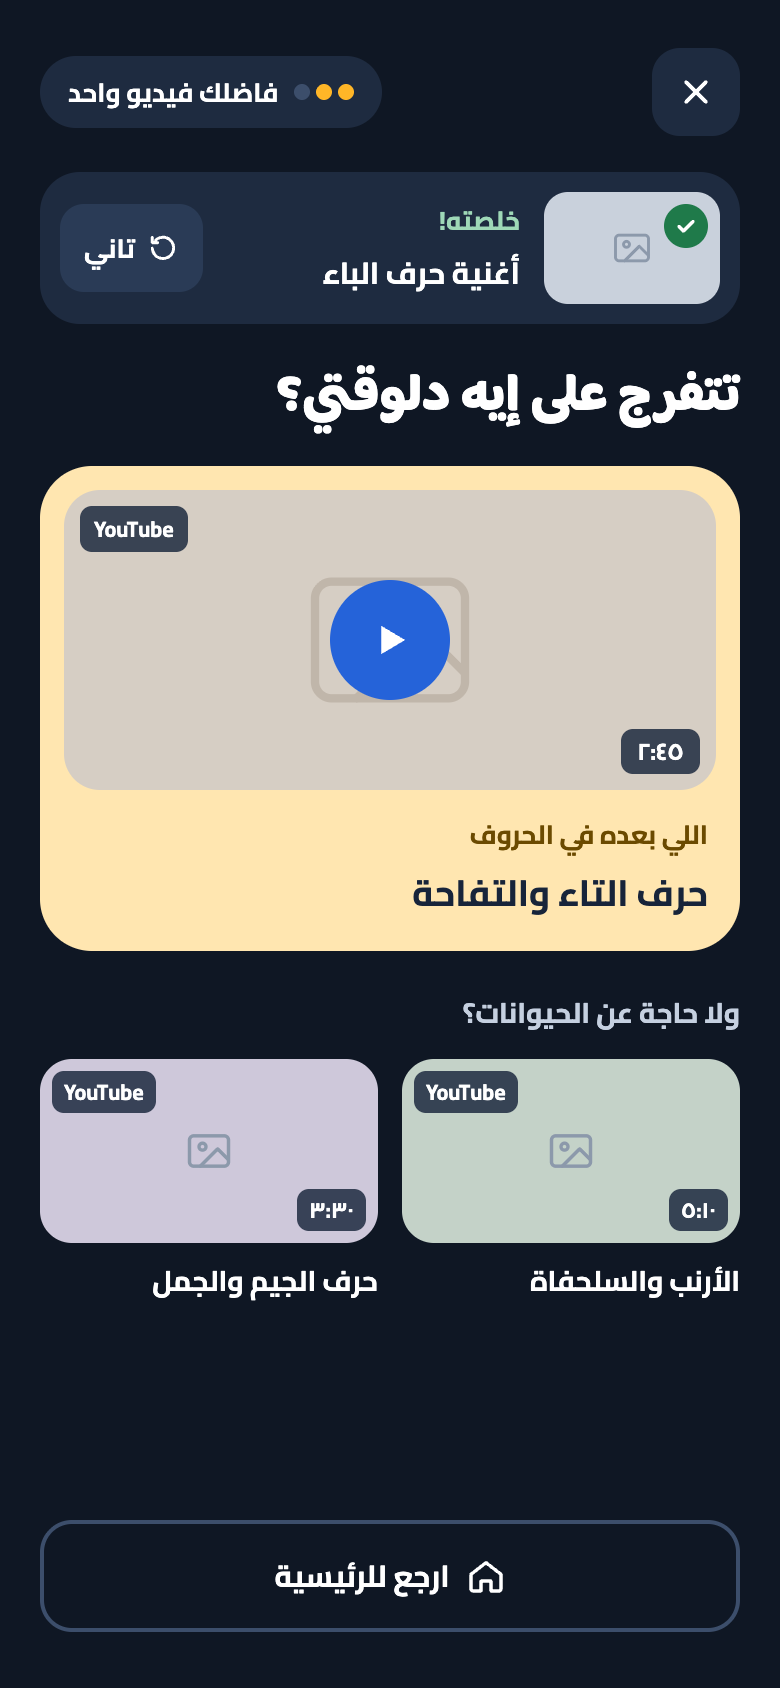 فاضلك فيديو واحد
خلصته!
أغنية حرف الباء
تاني
تتفرج على إيه دلوقتي؟
YouTube
٢:٤٥
اللي بعده في الحروف
حرف التاء والتفاحة
ولا حاجة عن الحيوانات؟
YouTube
٥:١٠
الأرنب والسلحفاة
YouTube
٣:٣٠
حرف الجيم والجمل
ارجع للرئيسية